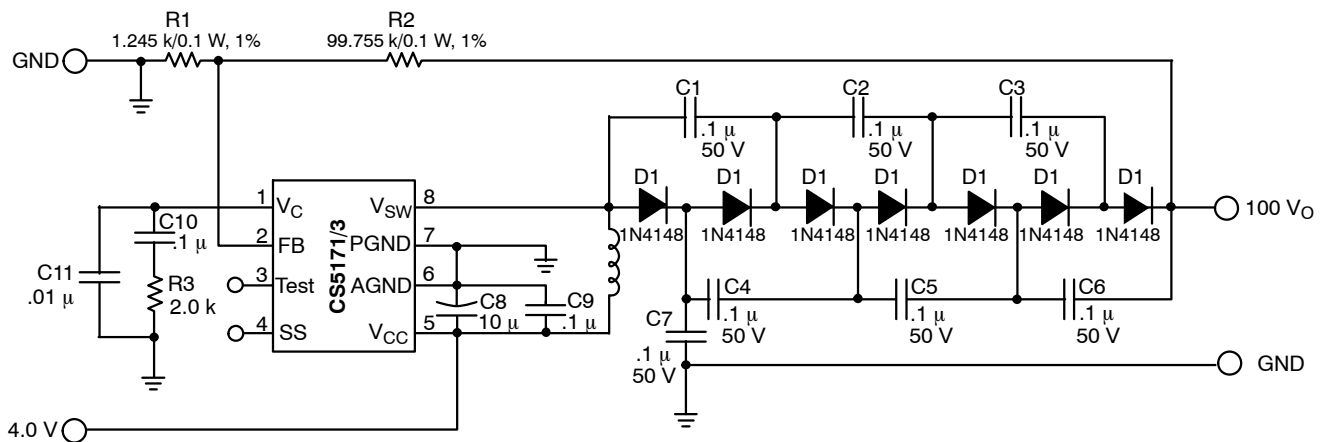 R1
1.245 k/0.1 W, 1%
R2
99.755 k/0.1 W, 1%
GND
C1
.1 μ
50 V
C2
.1 μ
50 V
C3
.1 μ
50 V
D1
1N4148
D1
1N4148
D1
1N4148
D1
1N4148
D1
1N4148
D1
1N4148
D1
1N4148
100 VO
1
VC
2
FB
3
Test
4
SS
CS5171/3
VSW
8
PGND
7
AGND
6
VCC
5
C10
.1 μ
C11
.01 μ
R3
2.0 k
C8
10 μ
C9
.1 μ
C4
.1 μ
50 V
C5
.1 μ
50 V
C6
.1 μ
50 V
C7
.1 μ
50 V
GND
4.0 V